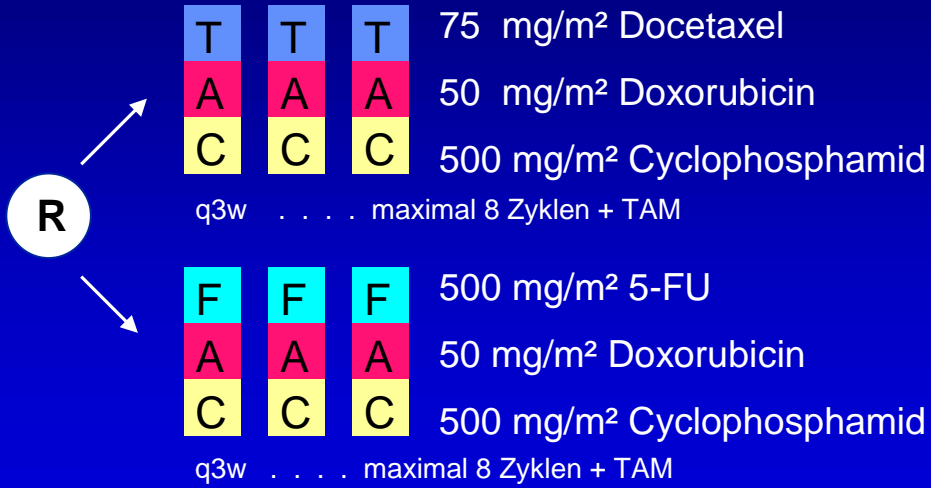 T T T 75 mg/m² Docetaxel
A A A 50 mg/m² Doxorubicin
C C C 500 mg/m² Cyclophosphamid
q3w . . . . maximal 8 Zyklen + TAM
R
F F F 500 mg/m² 5-FU
A A A 50 mg/m² Doxorubicin
C C C 500 mg/m² Cyclophosphamid
q3w . . . . maximal 8 Zyklen + TAM